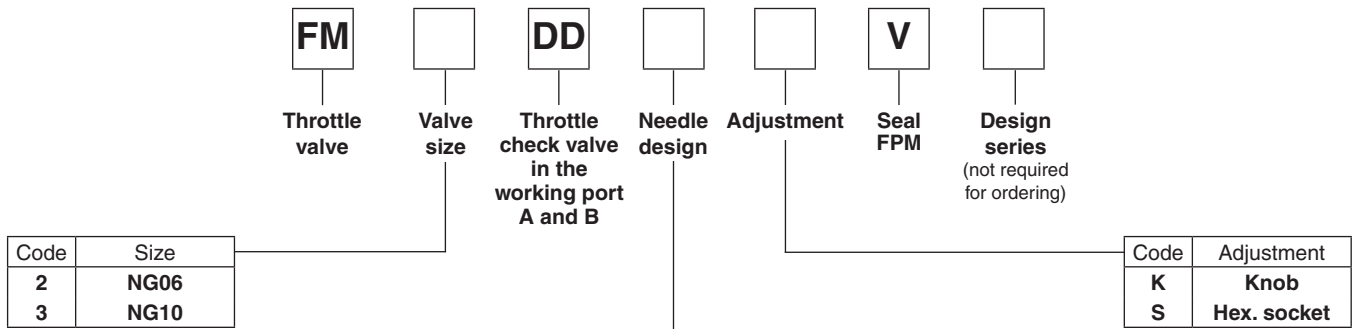 FM DD V
Throttle valve
Valve size
Throttle check valve in the working port A and B
Needle design
Adjustment
Seal FPM
Design series (not required for ordering)
Code Size
2 NG06
3 NG10
Code Adjustment
K Knob
S Hex. socket